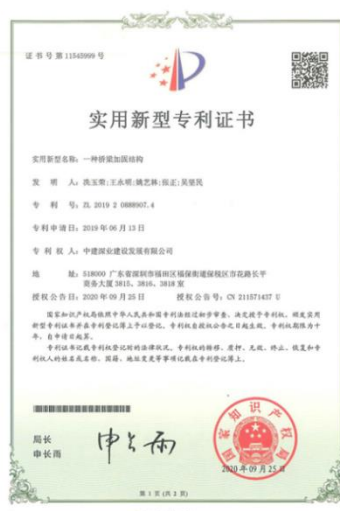 证书号第11545999号
实用新型专利证书
实用新型名称：一种桥梁加固结构
发 明 人：洪玉荣;王永明;姚艺林;张正;吴坚民
专 利 号：ZL 2019 2 0888907.4
专利申请日：2019年06月13日
专 利 权 人：中建深业建设发展有限公司
地 址：518000 广东省深圳市福田区福保街道保税区市花路长平
商务大厦3815、3816、3818室
授权公告日：2020年09月25日 授权公告号：CN 211571437 U
国家知识产权局依照中华人民共和国专利法经过初步审查，决定授予专利权，颁发实用
新型专利证书并在专利登记簿上予以登记。专利权自授权公告之日起生效。专利权期限为十
年，自申请日起算。
专利证书记载专利权登记时的法律状况。专利权的转移、质押、无效、终止、恢复和专
利权人的姓名或名称、国籍、地址变更等事项记载在专利登记簿上。
局长
申长雨
申长雨
国家知识产权局
2020年09月25日
第 1 页 (共 2 页)